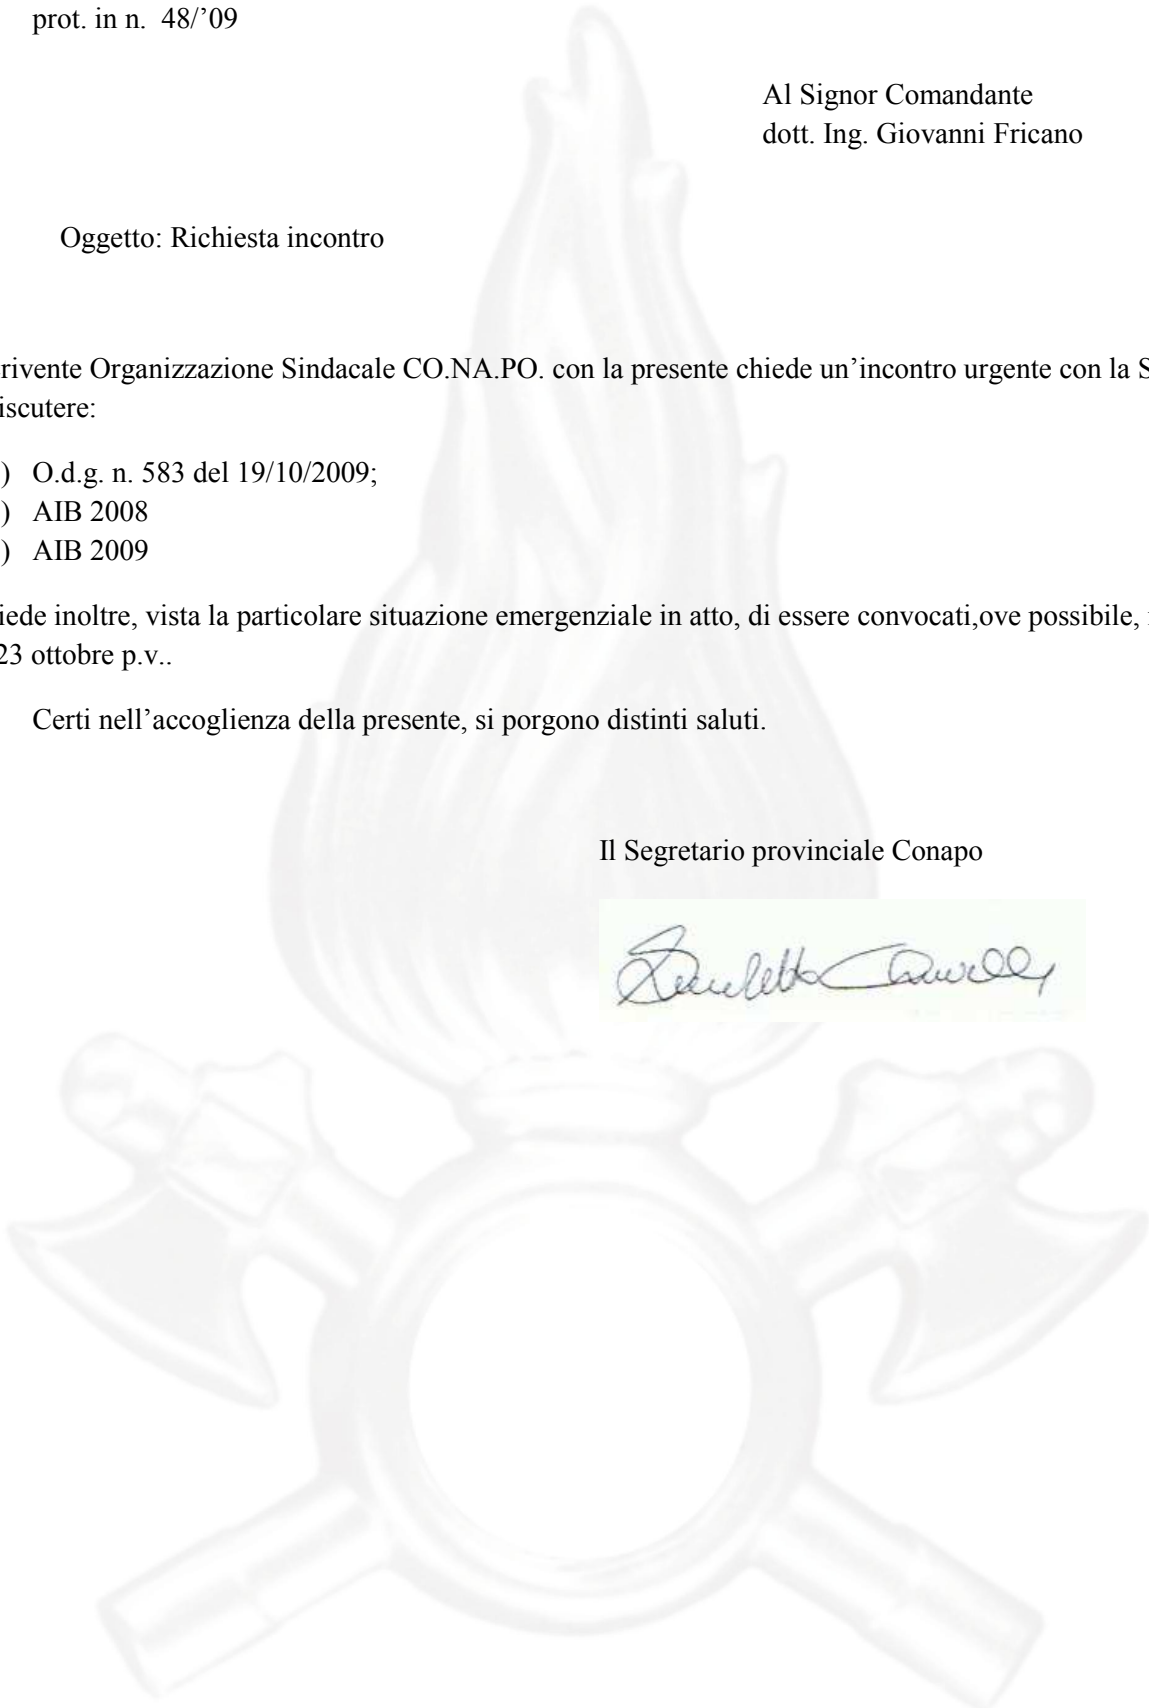 prot. in n. 48/’09
Al Signor Comandante
dott. Ing. Giovanni Fricano
Oggetto: Richiesta incontro
rivente Organizzazione Sindacale CO.NA.PO. con la presente chiede un’incontro urgente con la S
iscutere:
) O.d.g. n. 583 del 19/10/2009;
) AIB 2008
) AIB 2009
iede inoltre, vista la particolare situazione emergenziale in atto, di essere convocati,ove possibile,
23 ottobre p.v..
Certi nell’accoglienza della presente, si porgono distinti saluti.
Il Segretario provinciale Conapo